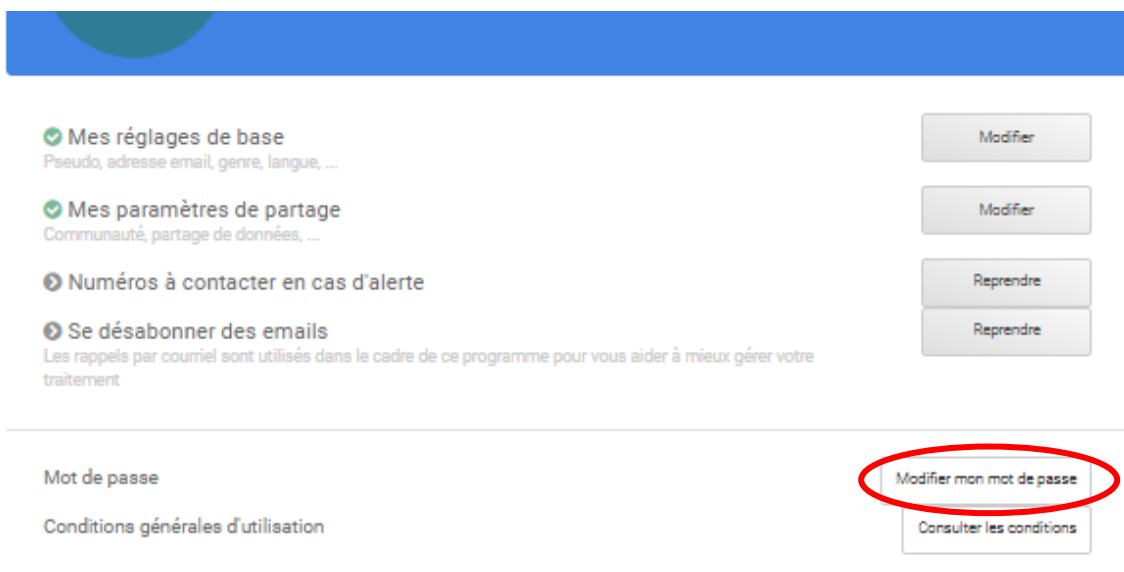 Mes réglages de base
Modifier
Pseudo, adresse email, genre, langue, ...
Mes paramètres de partage
Modifier
Communauté, partage de données, ...
Numéros à contacter en cas d'alerte
Reprendre
Se désabonner des emails
Reprendre
Les rappels par courriel sont utilisés dans le cadre de ce programme pour vous aider à mieux gérer votre
traitement
Mot de passe
Modifier mon mot de passe
Conditions générales d'utilisation
Consulter les conditions